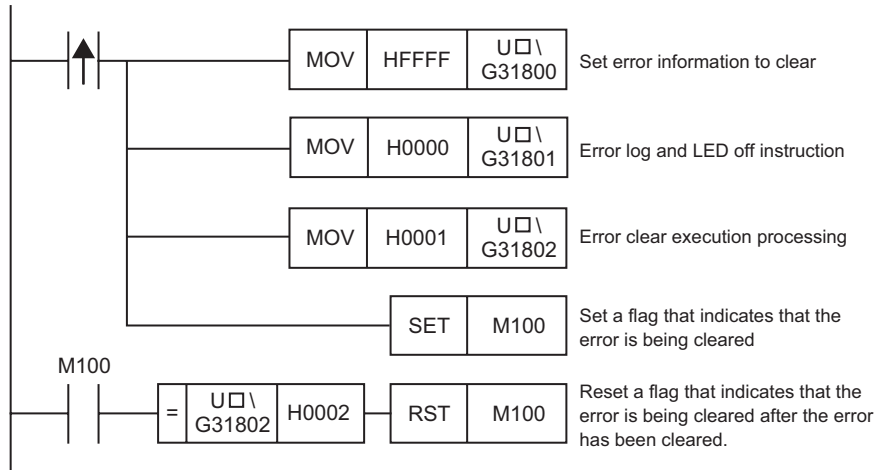 MOV HFFFF U□\
G31800 Set error information to clear
MOV H0000 U□\
G31801 Error log and LED off instruction
MOV H0001 U□\
G31802 Error clear execution processing
SET M100 Set a flag that indicates that the
error is being cleared
M100
= U□\
G31802 H0002 RST M100 Reset a flag that indicates that the
error is being cleared after the error
has been cleared.